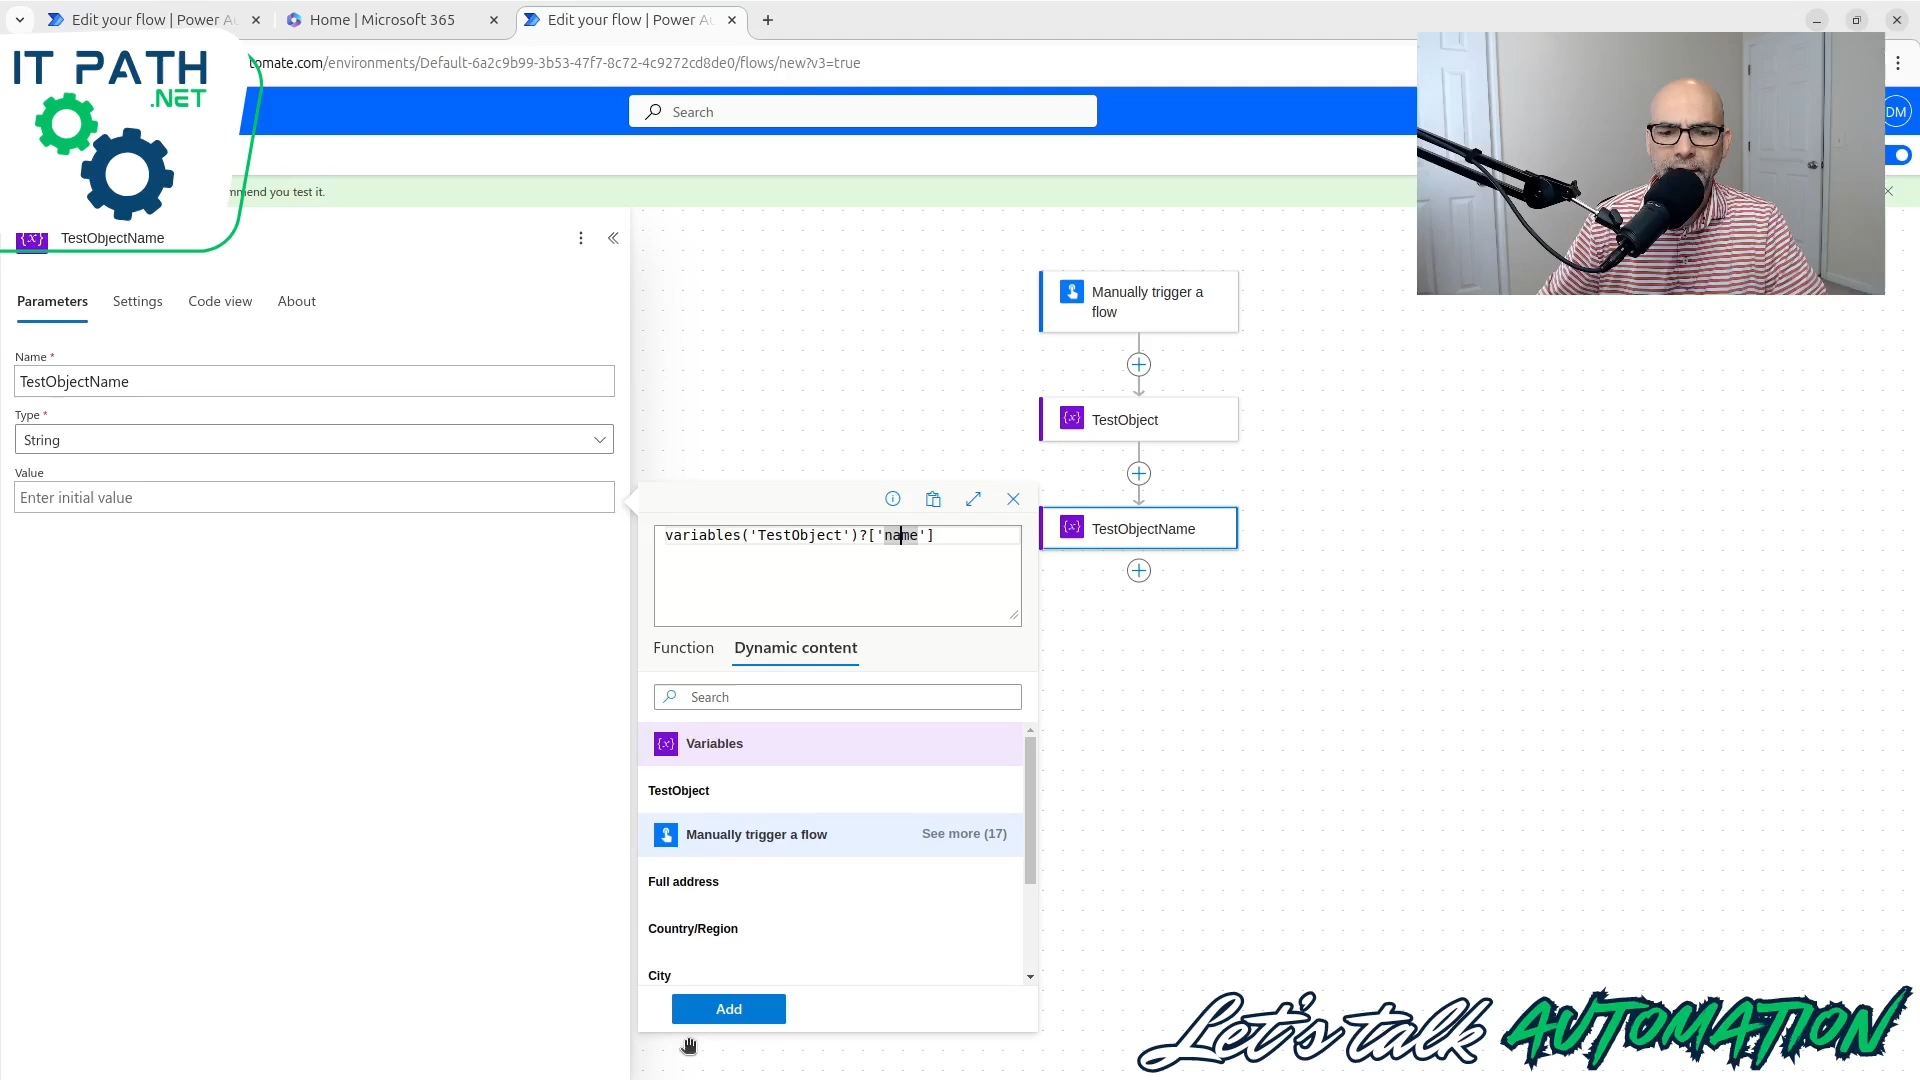 Edit your flow | Power Au
Home | Microsoft 365
Edit your flow | Power Au
tomate.com/environments/Default-6a2c9b99-3b53-47f7-8c72-4c9272cd8de0/flows/new?v3=true
IT PATH
.NET
Search
DM
mmend you test it.
TestObjectName
Parameters
Settings
Code view
About
Name *
TestObjectName
Type *
String
Value
Enter initial value
Manually trigger a
flow
TestObject
TestObjectName
variables('TestObject')?['name']
Function
Dynamic content
Search
Variables
TestObject
Manually trigger a flow
See more (17)
Full address
Country/Region
City
Add
Let's talk AUTOMATION